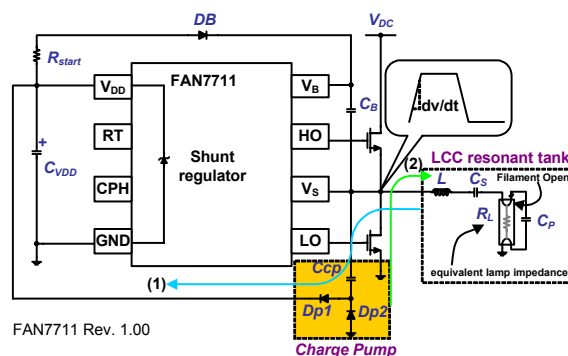 DB
VDC
Rstart
FAN7711
VDD
VB
dv/dt
CB
RT
HO
Shunt regulator
(2)
LCC resonant tank
+
CVDD
CPH
VS
L
CS
Filament Open
RL
CP
GND
LO
equivalent lamp impedance
(1)
Ccp
Dp1
Dp2
FAN7711 Rev. 1.00
Charge Pump